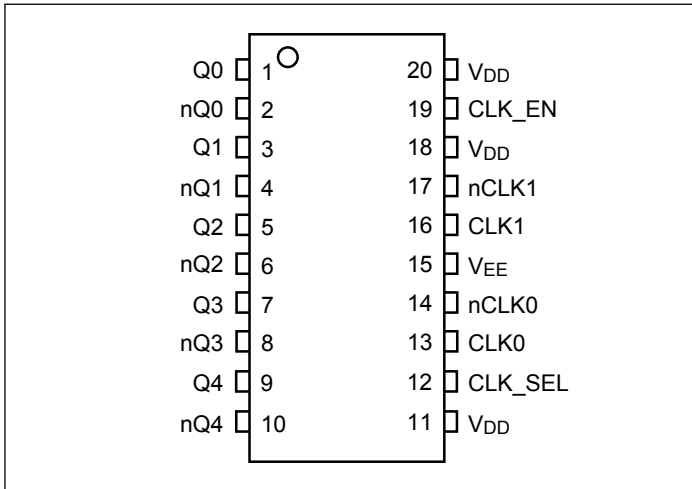 Q0 1 20 VDD
nQ0 2 19 CLK_EN
Q1 3 18 VDD
nQ1 4 17 nCLK1
Q2 5 16 CLK1
nQ2 6 15 VEE
Q3 7 14 nCLK0
nQ3 8 13 CLK0
Q4 9 12 CLK_SEL
nQ4 10 11 VDD